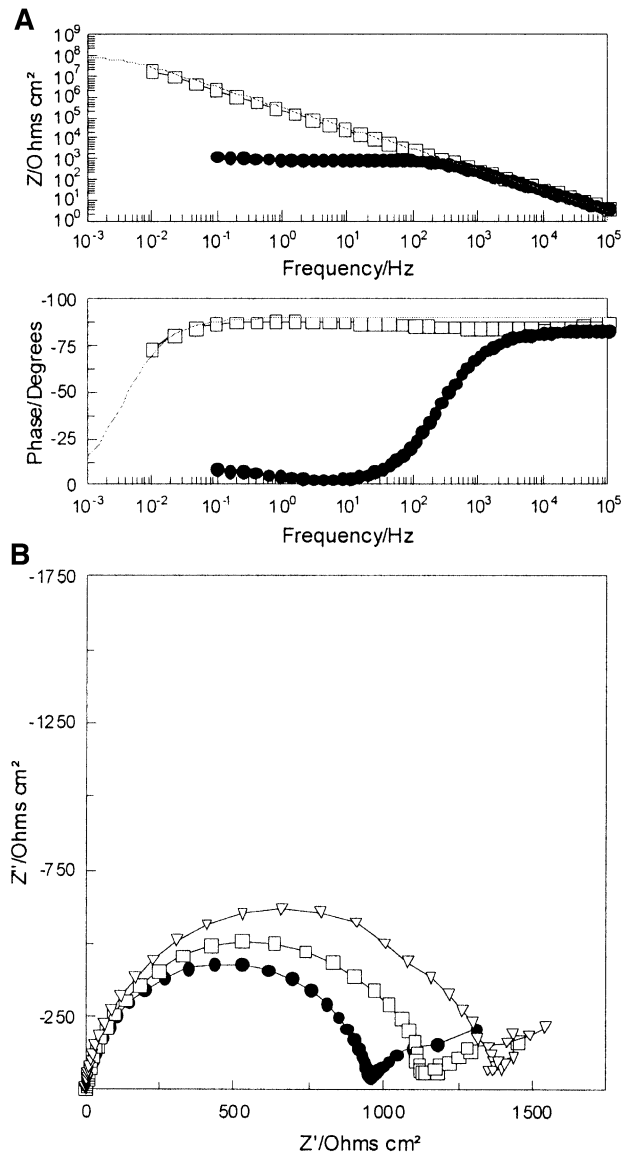 A
10⁹
10⁸
10⁷
10⁶
10⁵
10⁴
10³
10²
10¹
10⁰
Z/Ohms cm²
10⁻³ 10⁻² 10⁻¹ 10⁰ 10¹ 10² 10³ 10⁴ 10⁵
Frequency/Hz
-100
-75
-50
-25
0
Phase/Degrees
10⁻³ 10⁻² 10⁻¹ 10⁰ 10¹ 10² 10³ 10⁴ 10⁵
Frequency/Hz
B
-1750
-1250
-750
-250
Z''/Ohms cm²
0 500 1000 1500
Z'/Ohms cm²